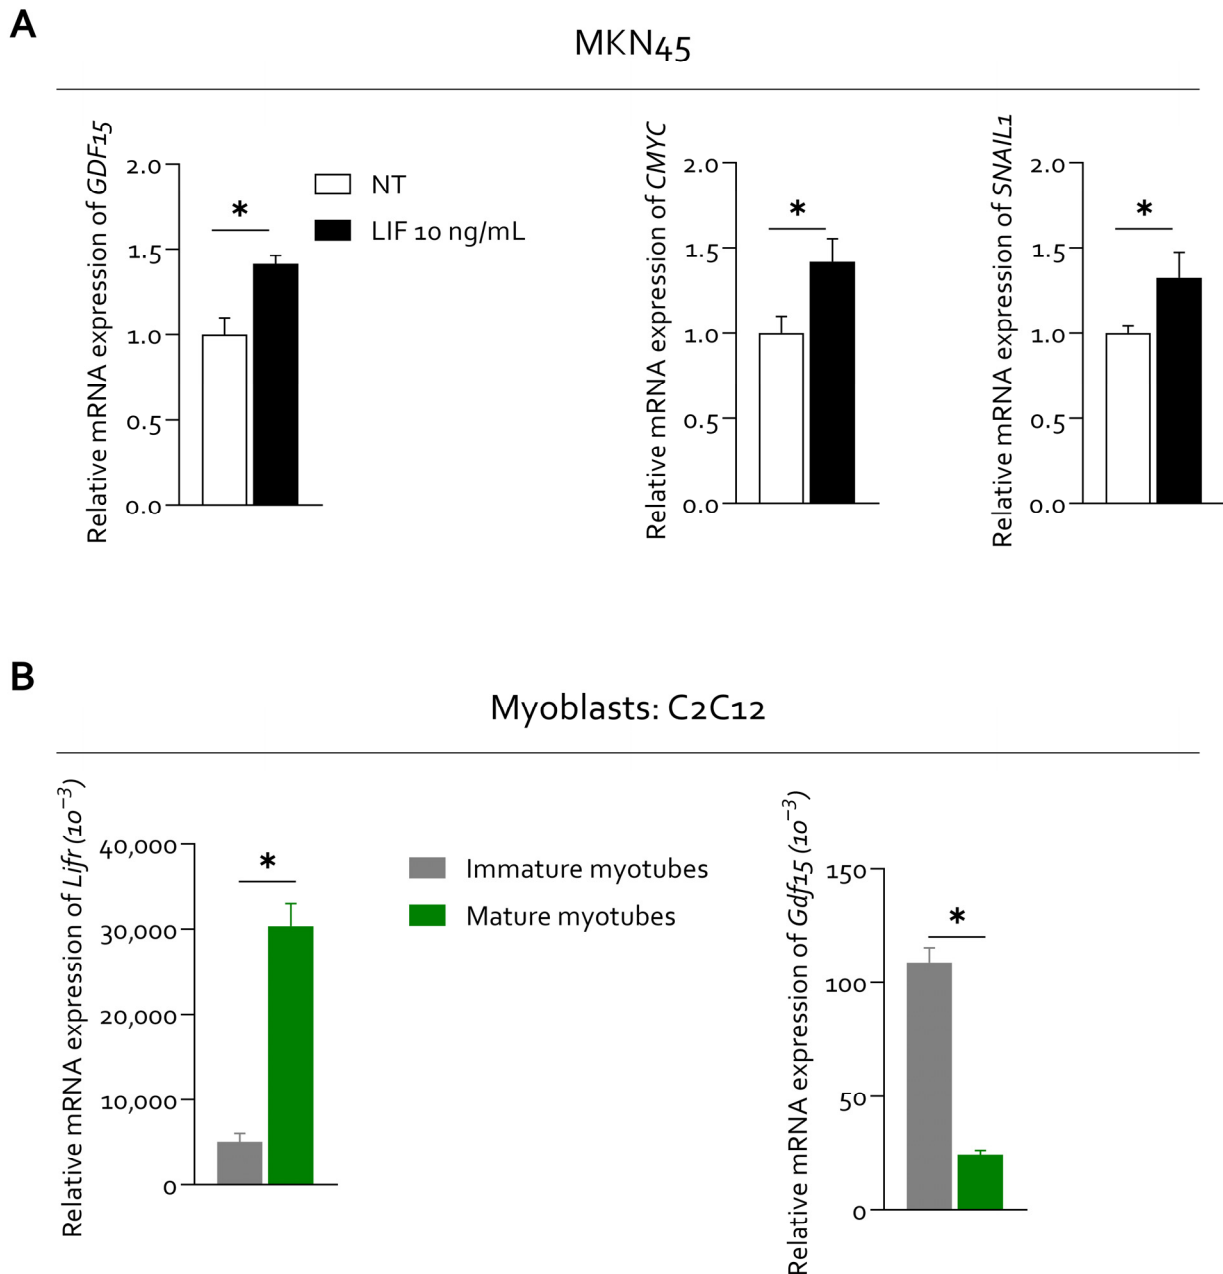 A
MKN45
Relative mRNA expression of GDF15
2.0
1.5
1.0
0.5
0.0
*
NT
LIF 10 ng/mL
Relative mRNA expression of CMYC
2.0
1.5
1.0
0.5
0.0
*
Relative mRNA expression of SNAIL1
2.0
1.5
1.0
0.5
0.0
*
B
Myoblasts: C2C12
Relative mRNA expression of Lifr (10⁻³)
40,000
30,000
20,000
10,000
0
*
Immature myotubes
Mature myotubes
Relative mRNA expression of Gdf15 (10⁻³)
150
100
50
0
*